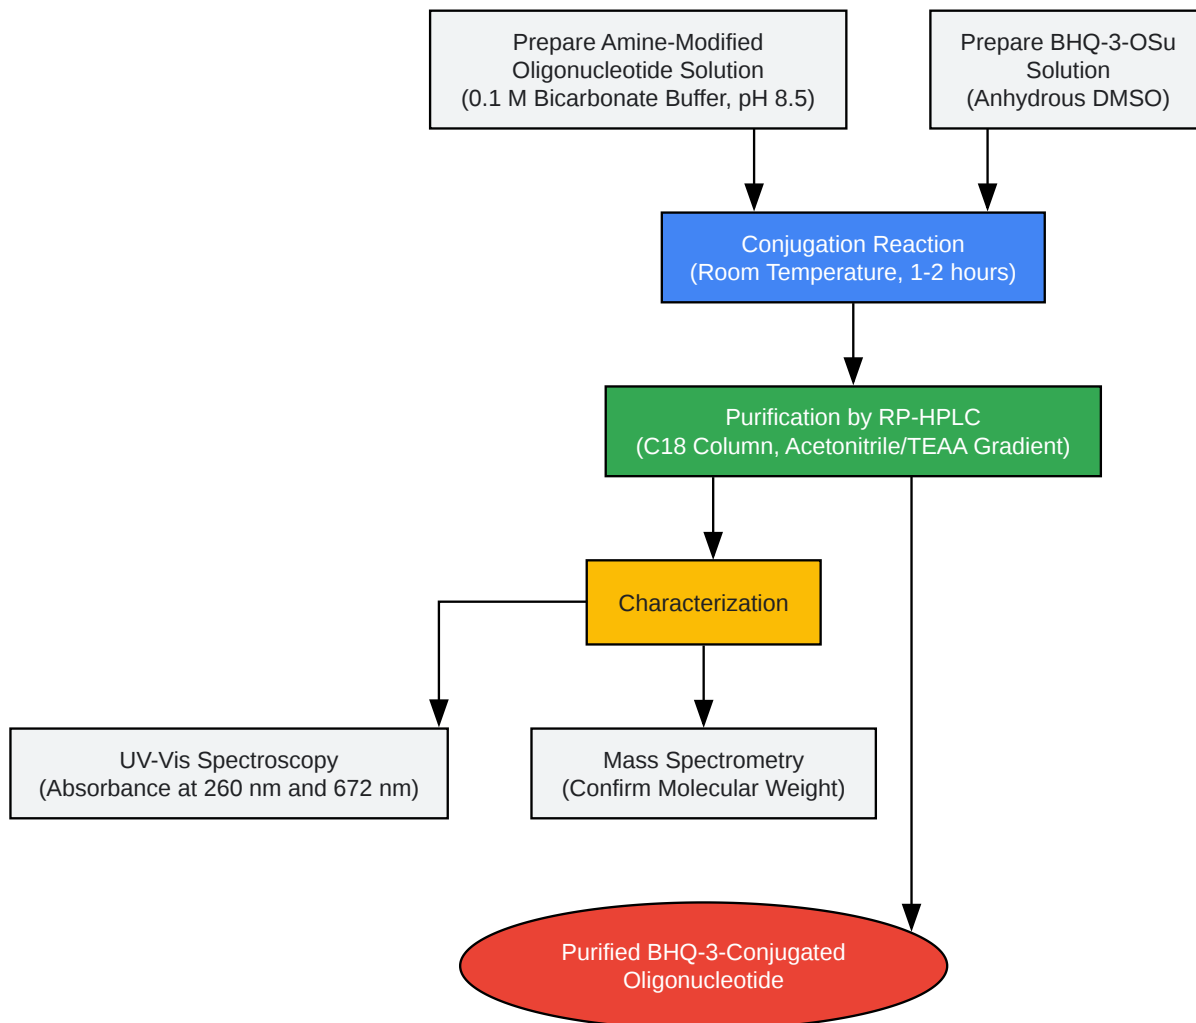 Prepare Amine-Modified
Oligonucleotide Solution
(0.1 M Bicarbonate Buffer, pH 8.5)
Prepare BHQ-3-OSu
Solution
(Anhydrous DMSO)
Conjugation Reaction
(Room Temperature, 1-2 hours)
Purification by RP-HPLC
(C18 Column, Acetonitrile/TEAA Gradient)
Characterization
UV-Vis Spectroscopy
(Absorbance at 260 nm and 672 nm)
Mass Spectrometry
(Confirm Molecular Weight)
Purified BHQ-3-Conjugated
Oligonucleotide